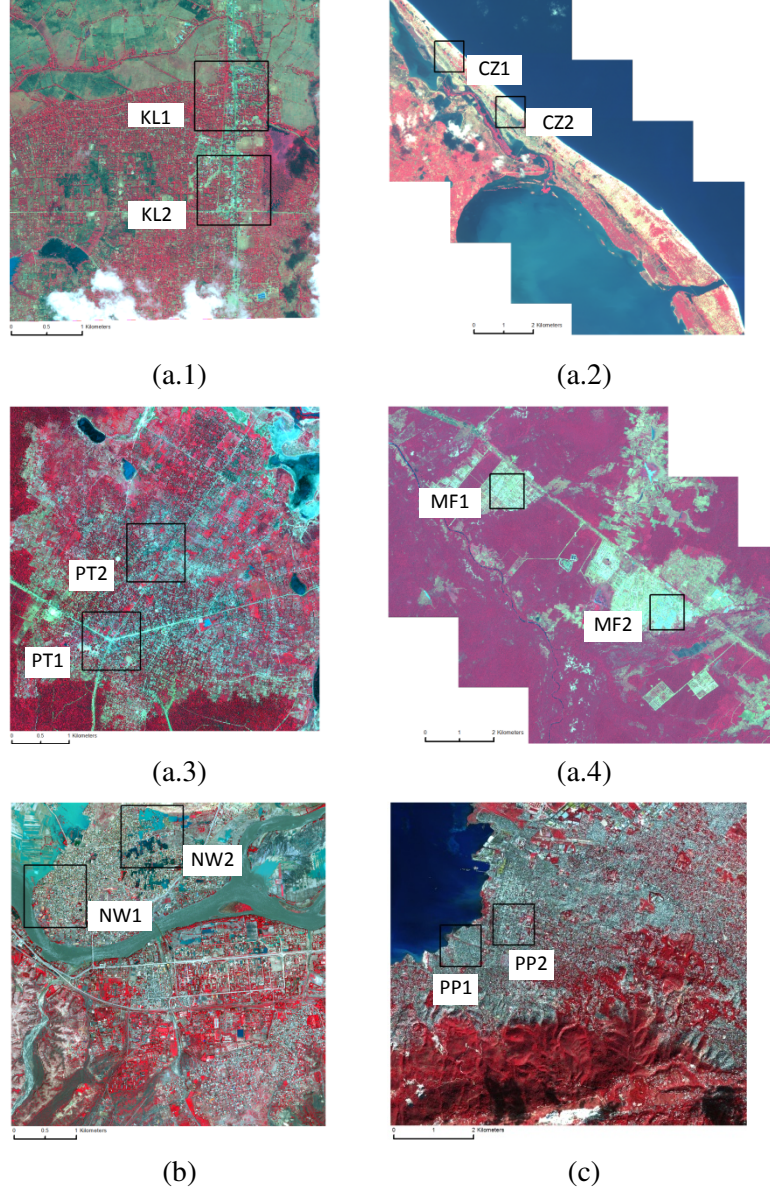 KL1
KL2
0 0.5 1 Kilometers
(a.1)
CZ1
CZ2
0 1 2 Kilometers
(a.2)
PT2
PT1
0 0.5 1 Kilometers
(a.3)
MF1
MF2
0 1 2 Kilometers
(a.4)
NW2
NW1
0 0.5 1 Kilometers
(b)
PP1
PP2
0 1 2 Kilometers
(c)